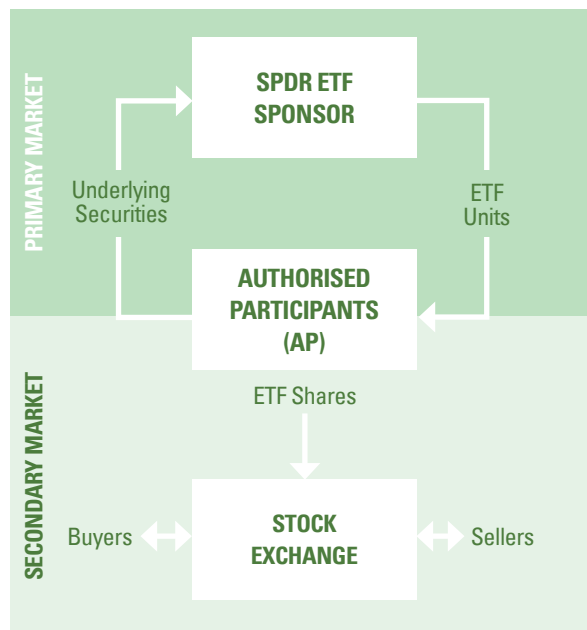 PRIMARY MARKET
SPDR ETF
SPONSOR
Underlying
Securities
ETF
Units
AUTHORISED
PARTICIPANTS
(AP)
SECONDARY MARKET
ETF Shares
Buyers
STOCK
EXCHANGE
Sellers